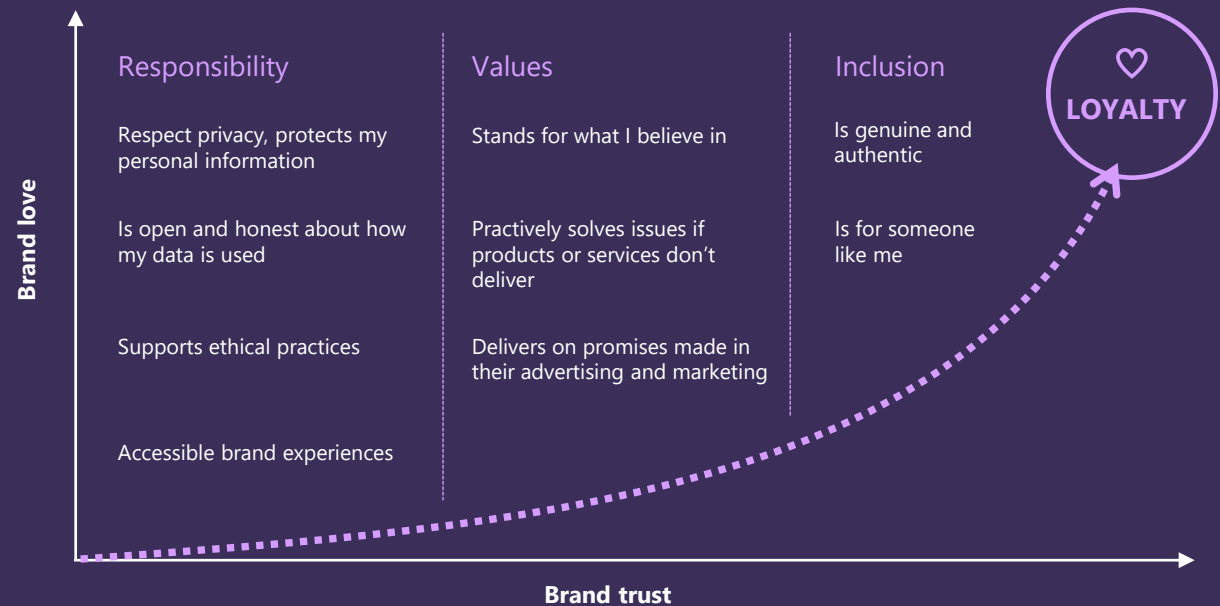 Brand love
Responsibility
Respect privacy, protects my
personal information
Is open and honest about how
my data is used
Supports ethical practices
Accessible brand experiences
Values
Stands for what I believe in
Practively solves issues if
products or services don’t
deliver
Delivers on promises made in
their advertising and marketing
Inclusion
Is genuine and
authentic
Is for someone
like me
LOYALTY
Brand trust